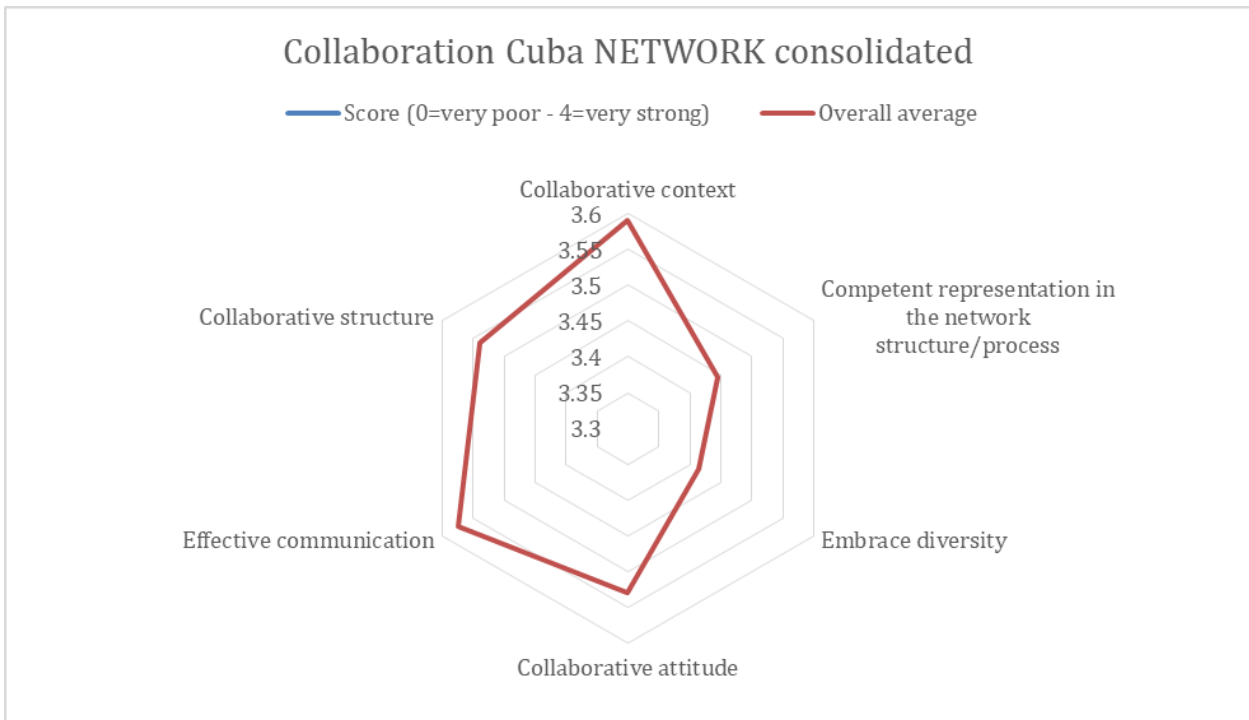 Collaboration Cuba NETWORK consolidated
Score (0=very poor - 4=very strong) Overall average
Collaborative context
3.6
3.55
3.5
3.45
3.4
3.35
3.3
Competent representation in
the network
structure/process
Collaborative structure
Effective communication
Embrace diversity
Collaborative attitude